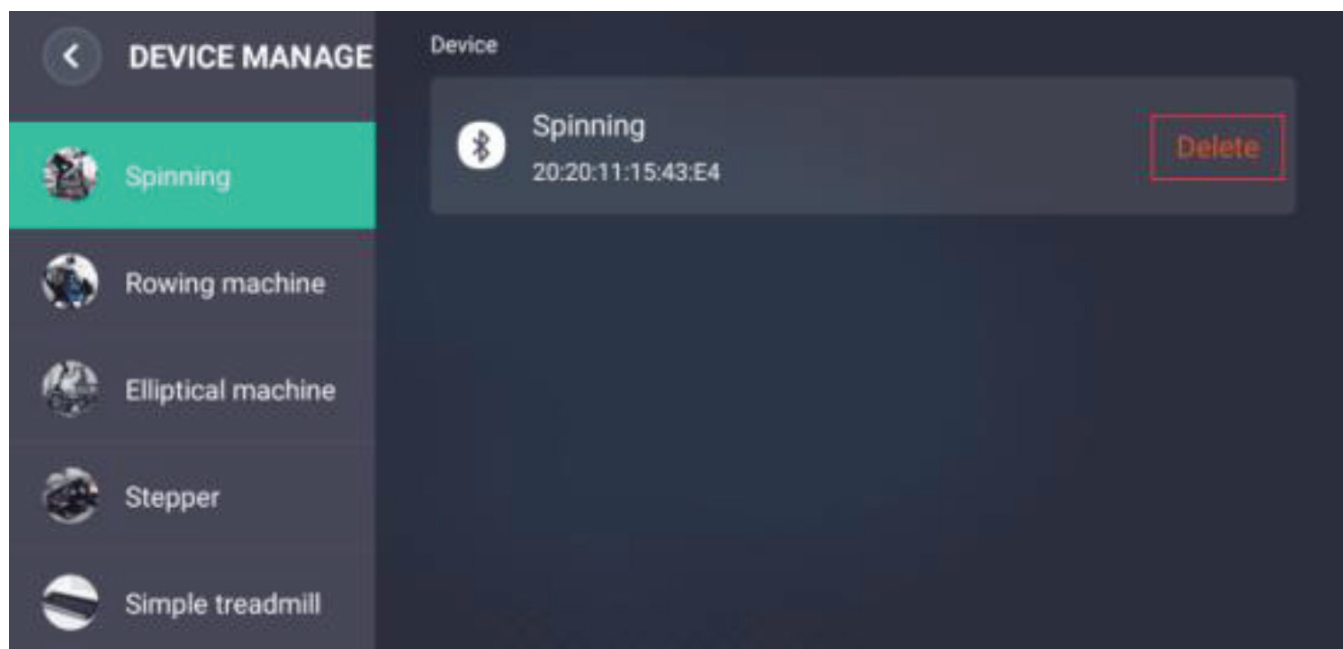 DEVICE MANAGE
Spinning
Rowing machine
Elliptical machine
Stepper
Simple treadmill
Device
Spinning
20:20:11:15:43:E4
Delete